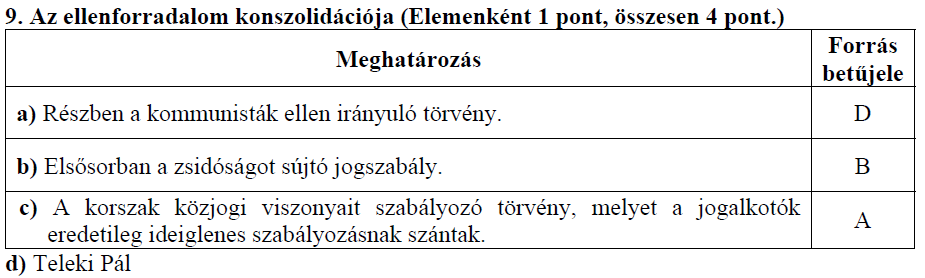 9. Az ellenforradalom konszolidációja (Elemenként 1 pont, összesen 4 pont.)
Meghatározás
Forrás
betűjele
a) Részben a kommunisták ellen irányuló törvény.
D
b) Elsősorban a zsidóságot sújtó jogszabály.
B
c) A korszak közjogi viszonyait szabályozó törvény, melyet a jogalkotók
eredetileg ideiglenes szabályozásnak szántak.
A
d) Teleki Pál